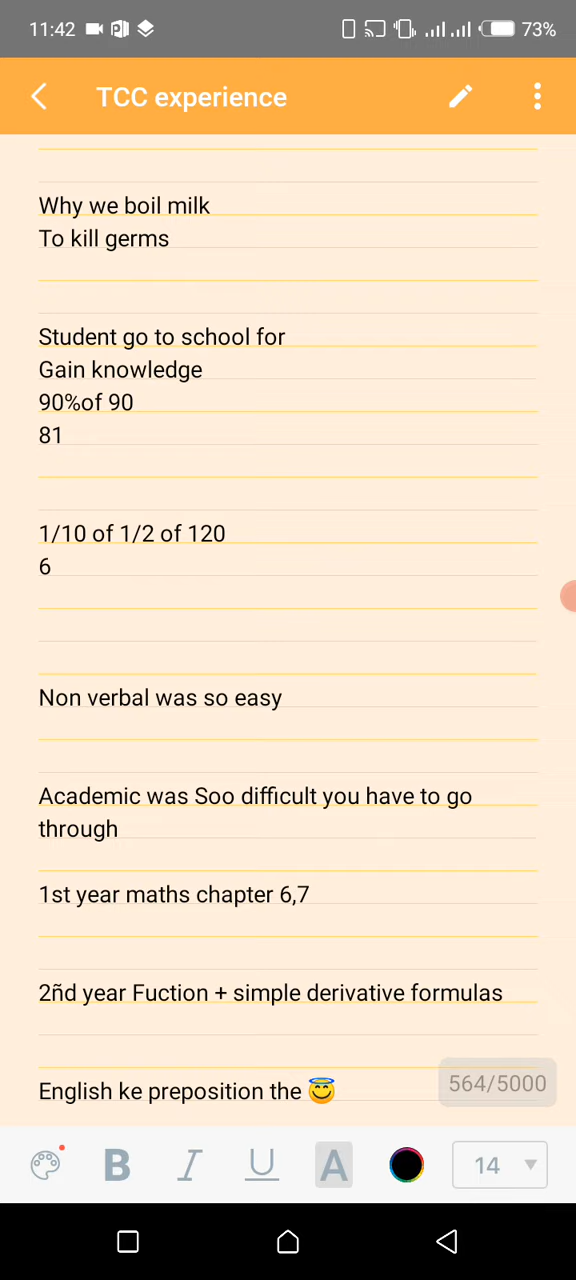 11:42
73%
TCC experience
Why we boil milk
To kill germs
Student go to school for
Gain knowledge
90%of 90
81
1/10 of 1/2 of 120
6
Non verbal was so easy
Academic was Soo difficult you have to go
through
1st year maths chapter 6,7
2ñd year Fuction + simple derivative formulas
English ke preposition the 😇
564/5000
B I U A 14